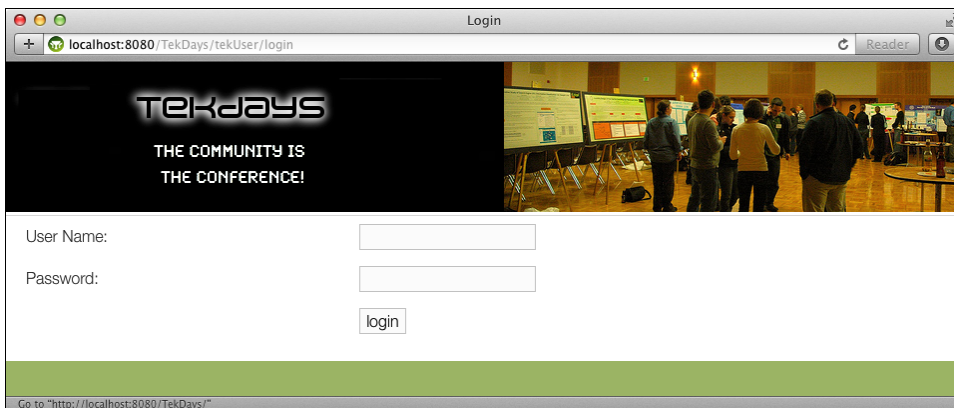 Login
localhost:8080/TekDays/tekUser/login
Reader
TEKDAYS
THE COMMUNITY IS
THE CONFERENCE!
User Name:
Password:
login
Go to "http://localhost:8080/TekDays/"